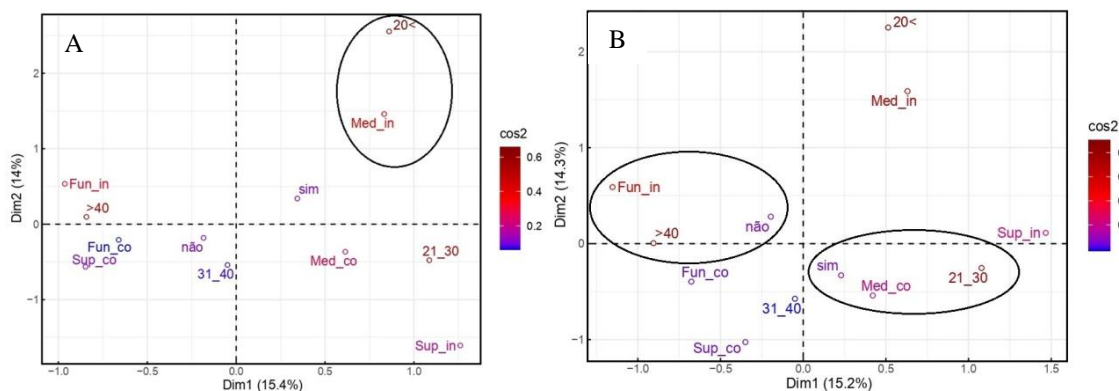 A
20<
Med_in
Fun_in
>40
sim
Fun_co
não
Sup_co
31_40
Med_co
21_30
Sup_in
2
1
0
−1
−1.0
−0.5
0.0
0.5
1.0
Dim1 (15.4%)
Dim2 (14%)
cos2
0.6
0.4
0.2
B
20<
Med_in
Fun_in
>40
não
Sup_in
Fun_co
sim
21_30
Med_co
31_40
Sup_co
2
1
0
−1
−1.0
−0.5
0.0
0.5
1.0
1.5
Dim1 (15.2%)
Dim2 (14.3%)
cos2